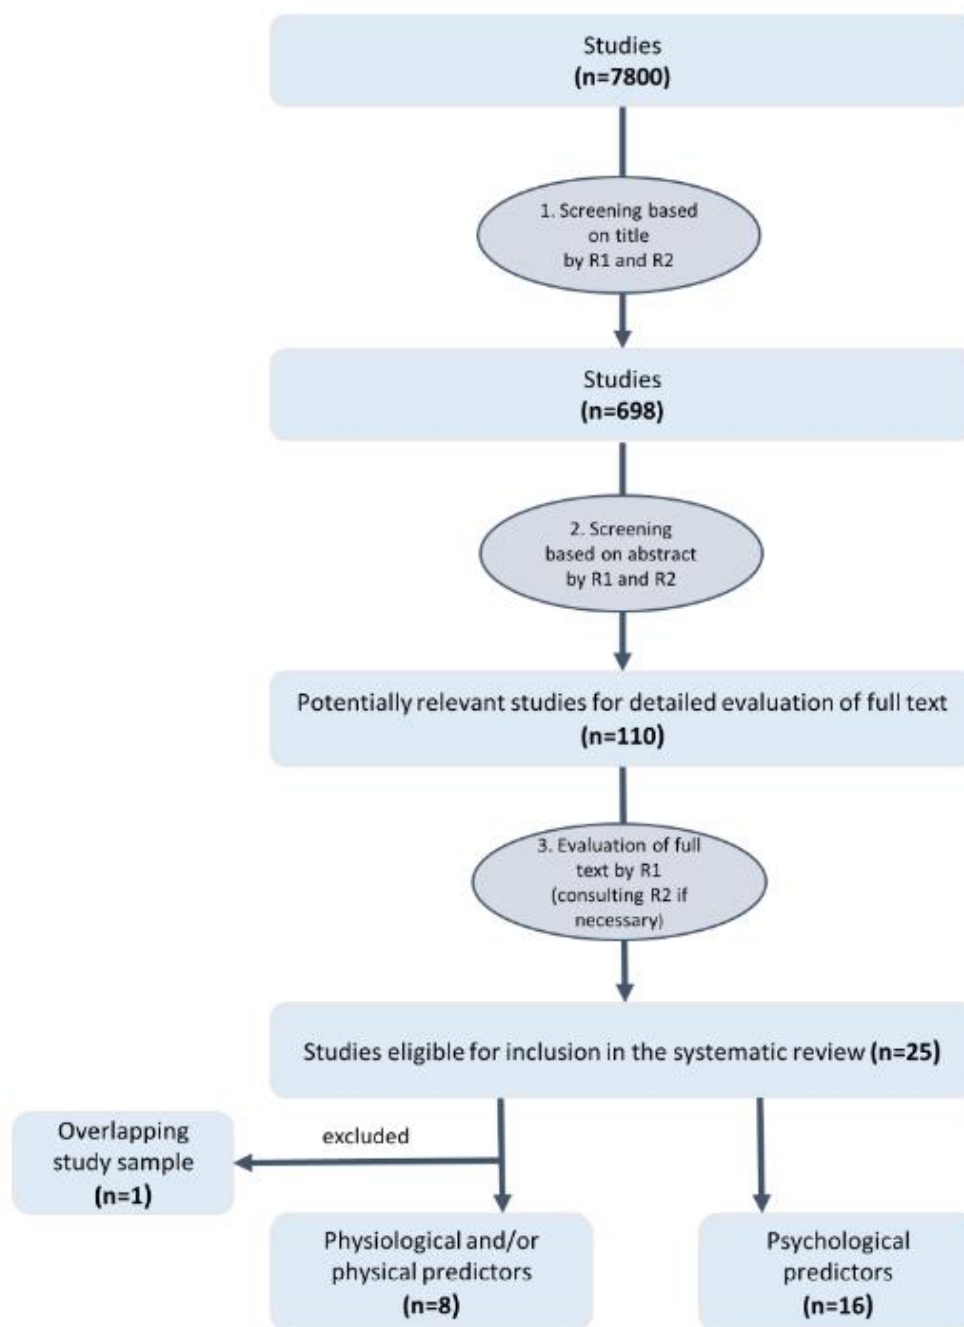 Studies
(n=7800)
1. Screening based
on title
by R1 and R2
Studies
(n=698)
2. Screening
based on abstract
by R1 and R2
Potentially relevant studies for detailed evaluation of full text
(n=110)
3. Evaluation of full
text by R1
(consulting R2 if
necessary)
Studies eligible for inclusion in the systematic review (n=25)
Overlapping
study sample
(n=1)
excluded
Physiological and/or
physical predictors
(n=8)
Psychological
predictors
(n=16)